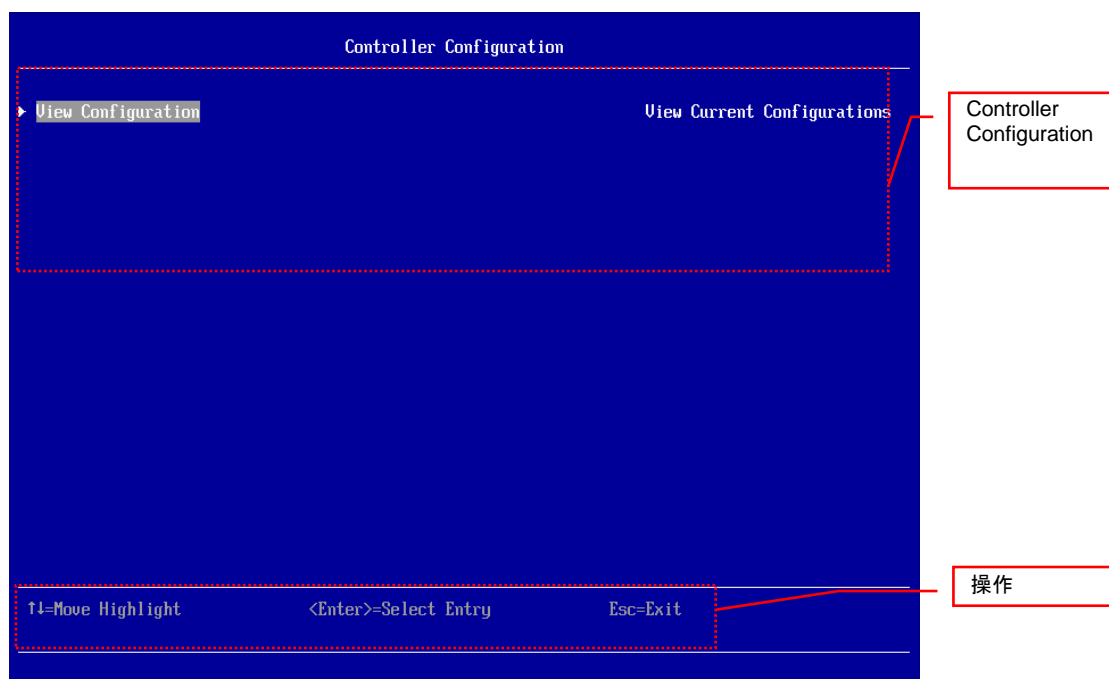 Controller Configuration
View Configuration View Current Configurations
Controller
Configuration
↑↓=Move Highlight <Enter>=Select Entry Esc=Exit
操作